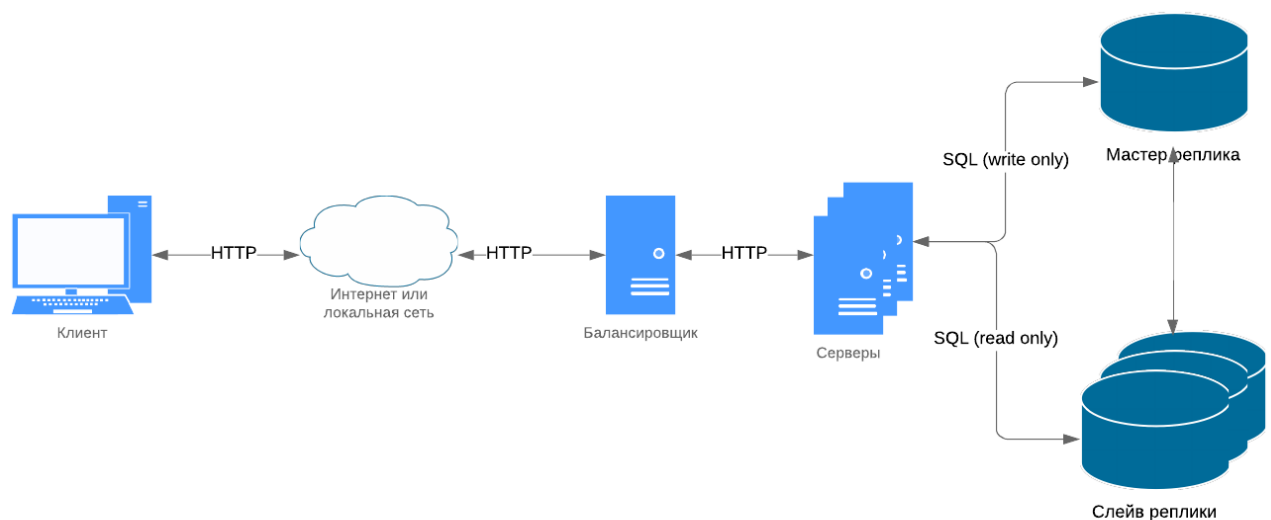 SQL (write only)
Мастер реплика
HTTP
HTTP
HTTP
Интернет или
локальная сеть
Клиент
Балансировщик
Серверы
SQL (read only)
Слейв реплики